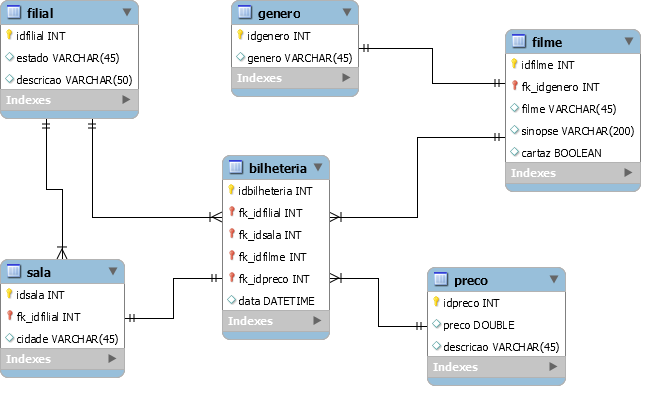 filial
idfilial INT
estado VARCHAR(45)
descricao VARCHAR(50)
Indexes
genero
idgenero INT
genero VARCHAR(45)
Indexes
filme
idfilme INT
fk_idgenero INT
filme VARCHAR(45)
sinopse VARCHAR(200)
cartaz BOOLEAN
Indexes
bilheteria
idbilheteria INT
fk_idfilial INT
fk_idsala INT
fk_idfilme INT
fk_idpreco INT
data DATETIME
Indexes
sala
idsala INT
fk_idfilial INT
cidade VARCHAR(45)
Indexes
preco
idpreco INT
preco DOUBLE
descricao VARCHAR(45)
Indexes